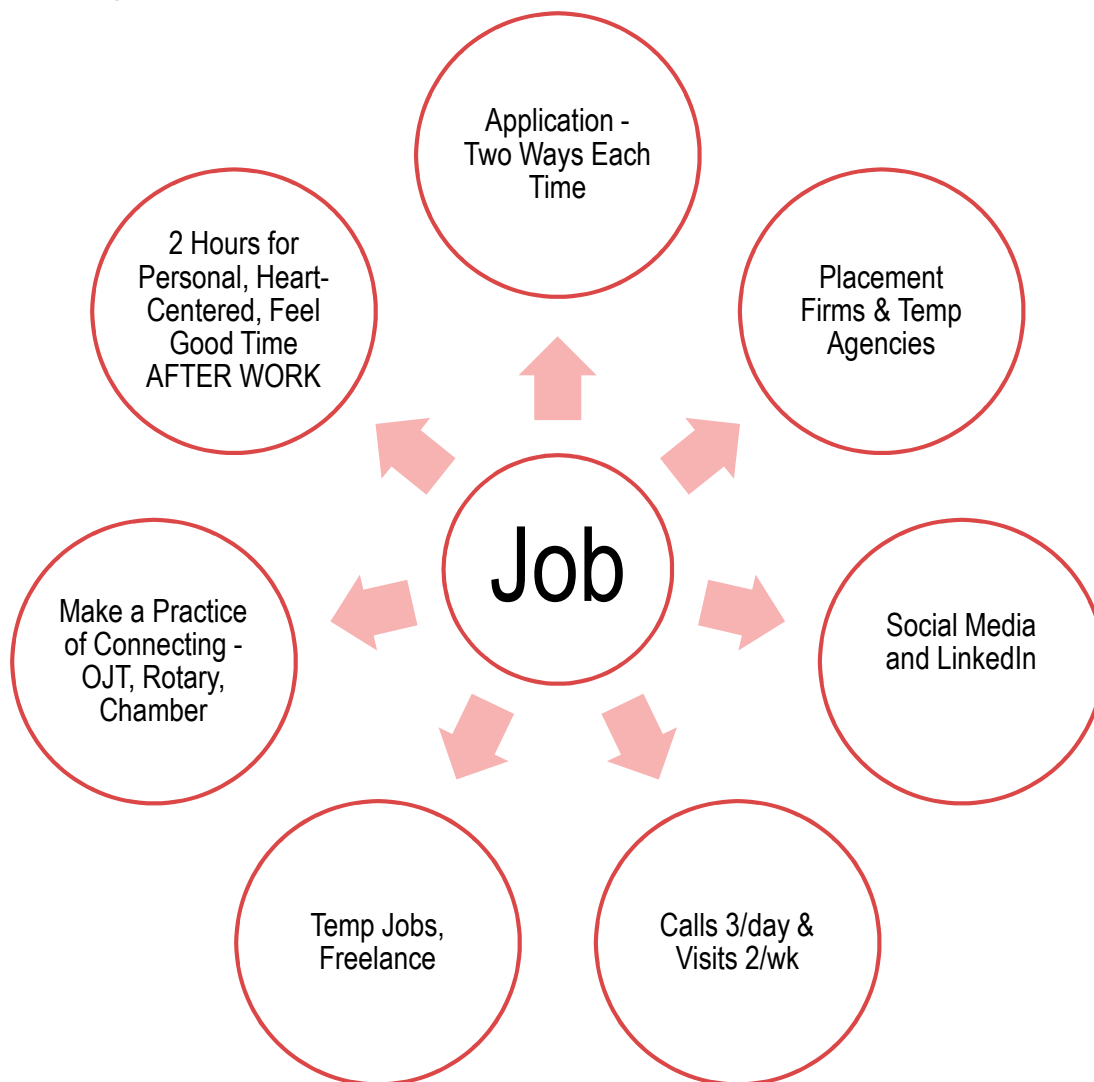 Application -
Two Ways Each
Time
2 Hours for
Personal, Heart-
Centered, Feel
Good Time
AFTER WORK
Placement
Firms & Temp
Agencies
Job
Make a Practice
of Connecting -
OJT, Rotary,
Chamber
Social Media
and LinkedIn
Temp Jobs,
Freelance
Calls 3/day &
Visits 2/wk